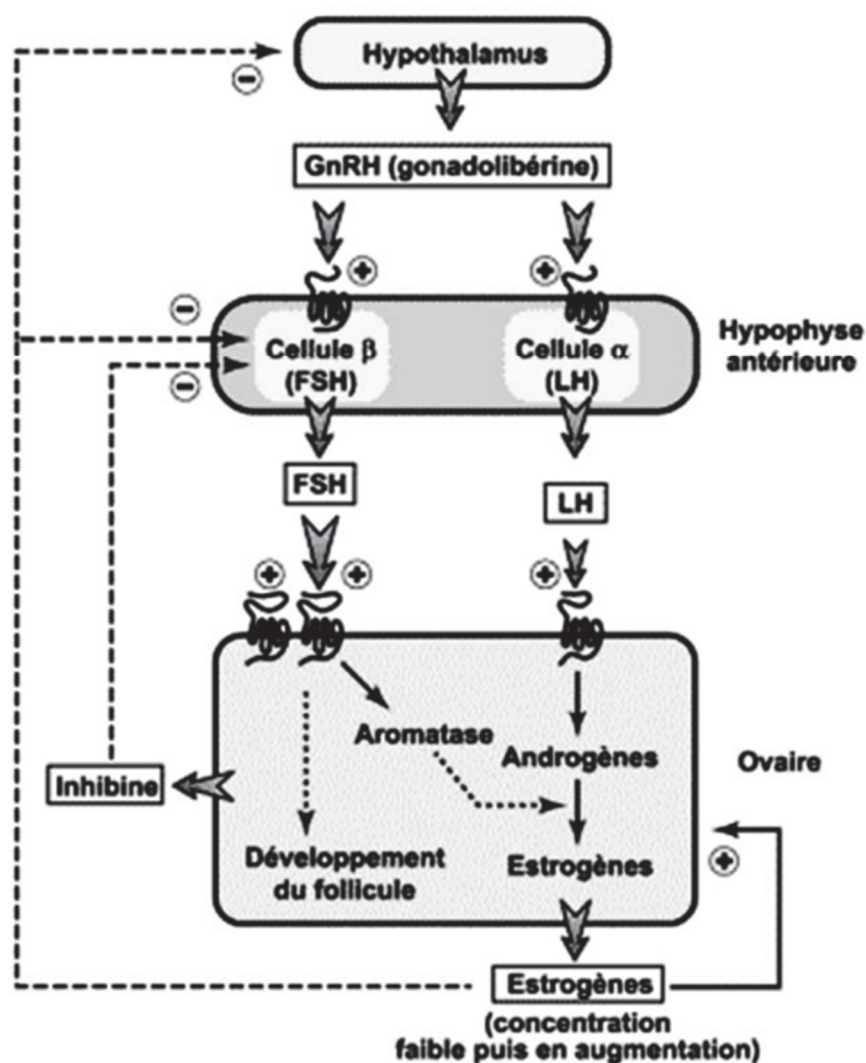 Hypothalamus
⊖
GnRH (gonadolibérine)
⊕
⊕
⊖
Cellule β
(FSH)
Cellule α
(LH)
Hypophyse
antérieure
⊖
FSH
LH
⊕
⊕
⊕
Aromatase
Androgènes
Ovaire
Inhibine
Développement
du follicule
Estrogènes
⊕
Estrogènes
(concentration
faible puis en augmentation)